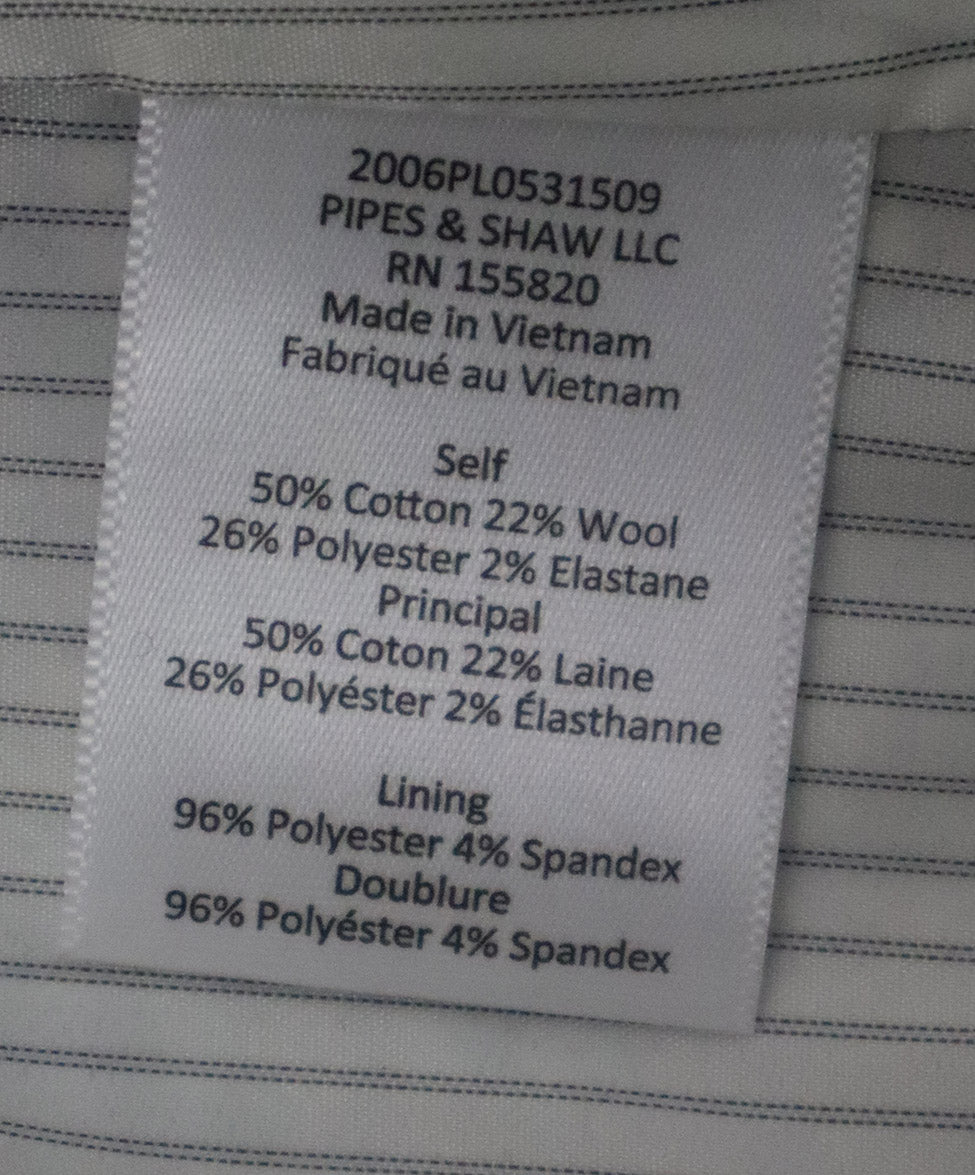 2006PL0531509
PIPES & SHAW LLC
RN 155820
Made in Vietnam
Fabriqué au Vietnam
Self
50% Cotton 22% Wool
26% Polyester 2% Elastane
Principal
50% Coton 22% Laine
26% Polyéster 2% Élasthanne
Lining
96% Polyester 4% Spandex
Doublure
96% Polyéster 4% Spandex